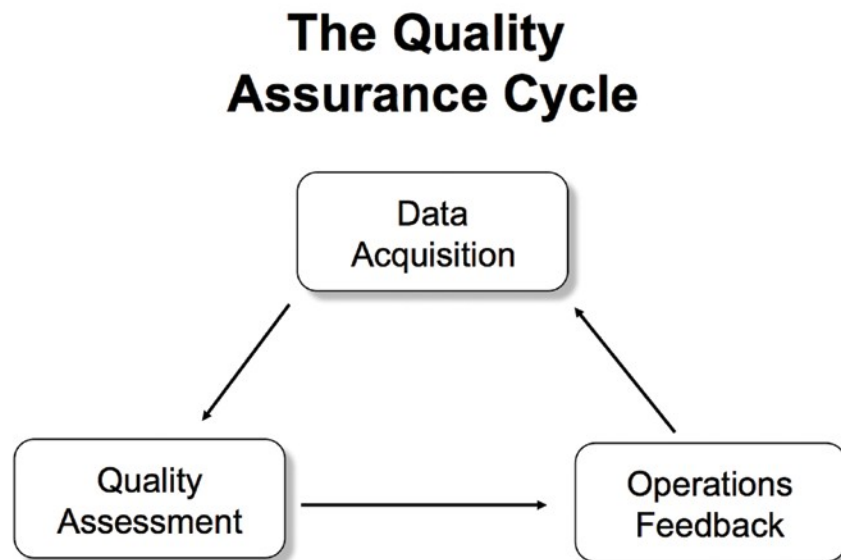 The Quality
Assurance Cycle
Data
Acquisition
Quality
Assessment
Operations
Feedback